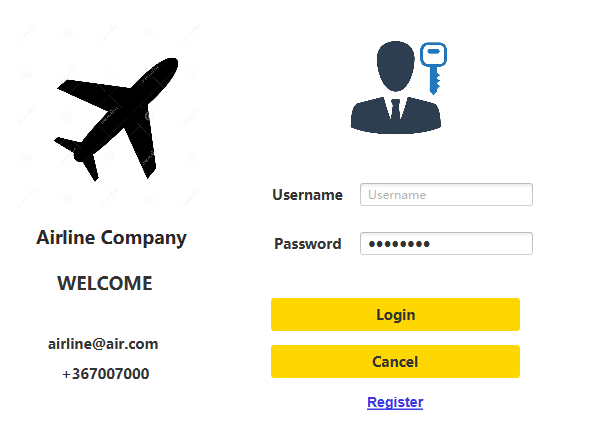 Airline Company
WELCOME
airline@air.com
+367007000
Username Username
Password ●●●●●●●●
Login
Cancel
Register